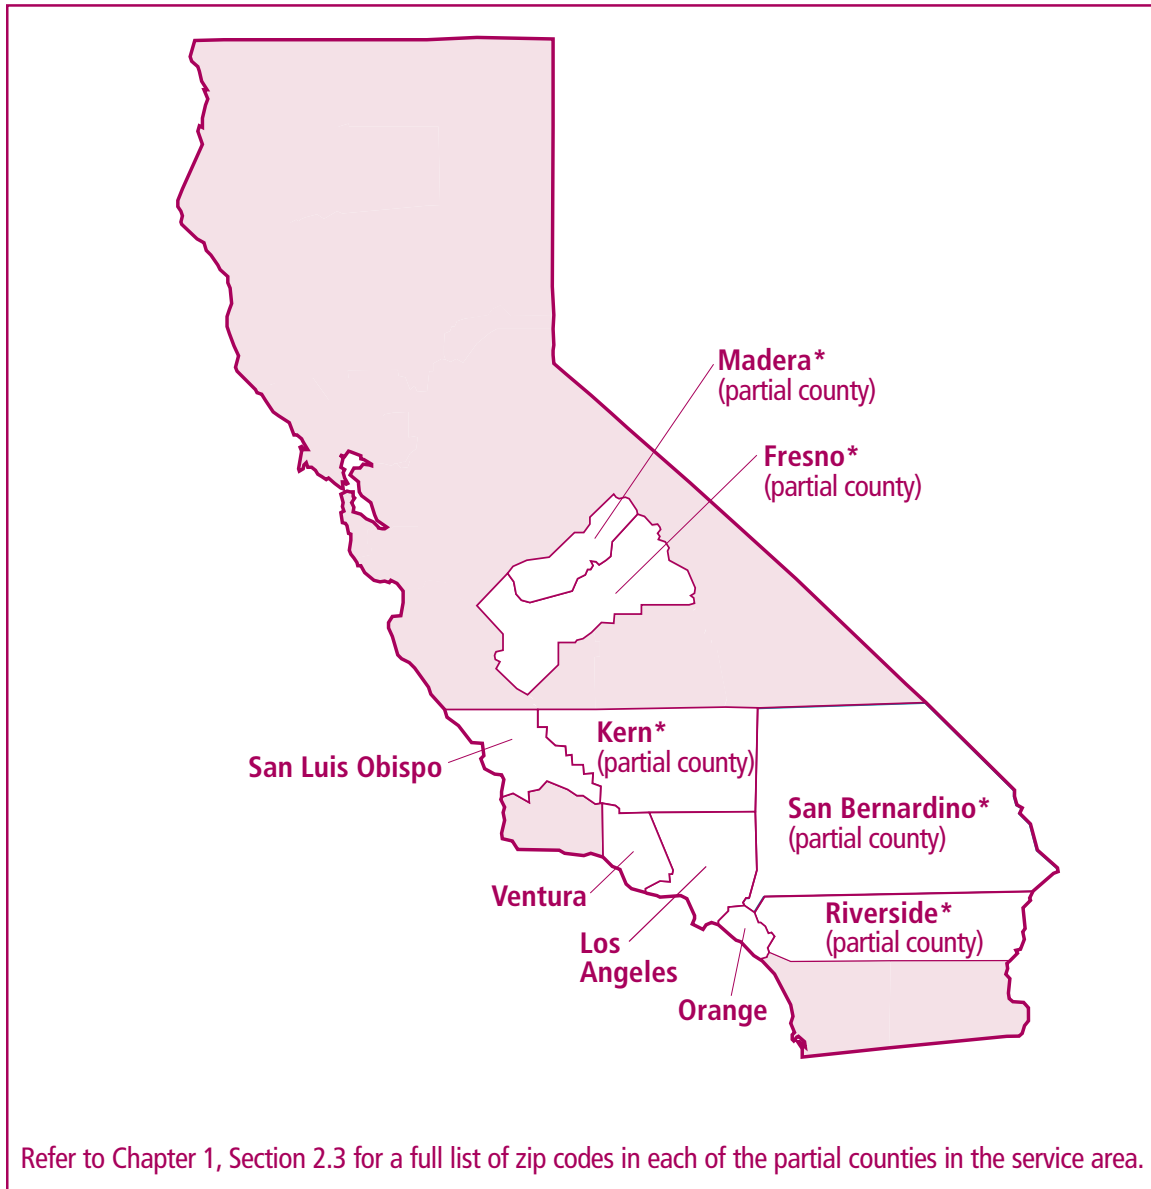 Madera*
(partial county)
Fresno*
(partial county)
Kern*
(partial county)
San Luis Obispo
San Bernardino*
(partial county)
Ventura
Riverside*
(partial county)
Los
Angeles
Orange
Refer to Chapter 1, Section 2.3 for a full list of zip codes in each of the partial counties in the service area.